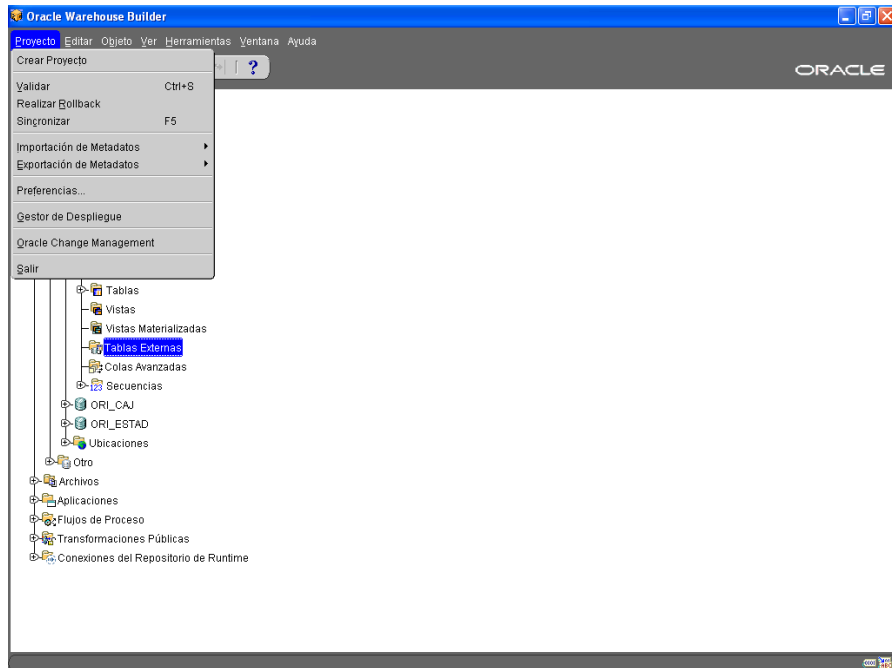 Oracle Warehouse Builder
Proyecto Editar Objeto Ver Herramientas Ventana Ayuda
Crear Proyecto
ORACLE
Validar Ctrl+S
Realizar Rollback
Sincronizar F5
Importación de Metadatos
Exportación de Metadatos
Preferencias...
Gestor de Despliegue
Oracle Change Management
Salir
Tablas
Vistas
Vistas Materializadas
Tablas Externas
Colas Avanzadas
123 Secuencias
ORI_CAJ
ORI_ESTAD
Ubicaciones
Otro
Archivos
Aplicaciones
Flujos de Proceso
Transformaciones Públicas
Conexiones del Repositorio de Runtime